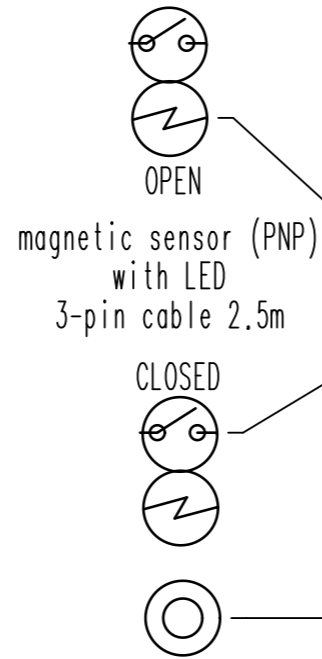 OPEN
magnetic sensor (PNP)
with LED
3-pin cable 2.5m
CLOSED